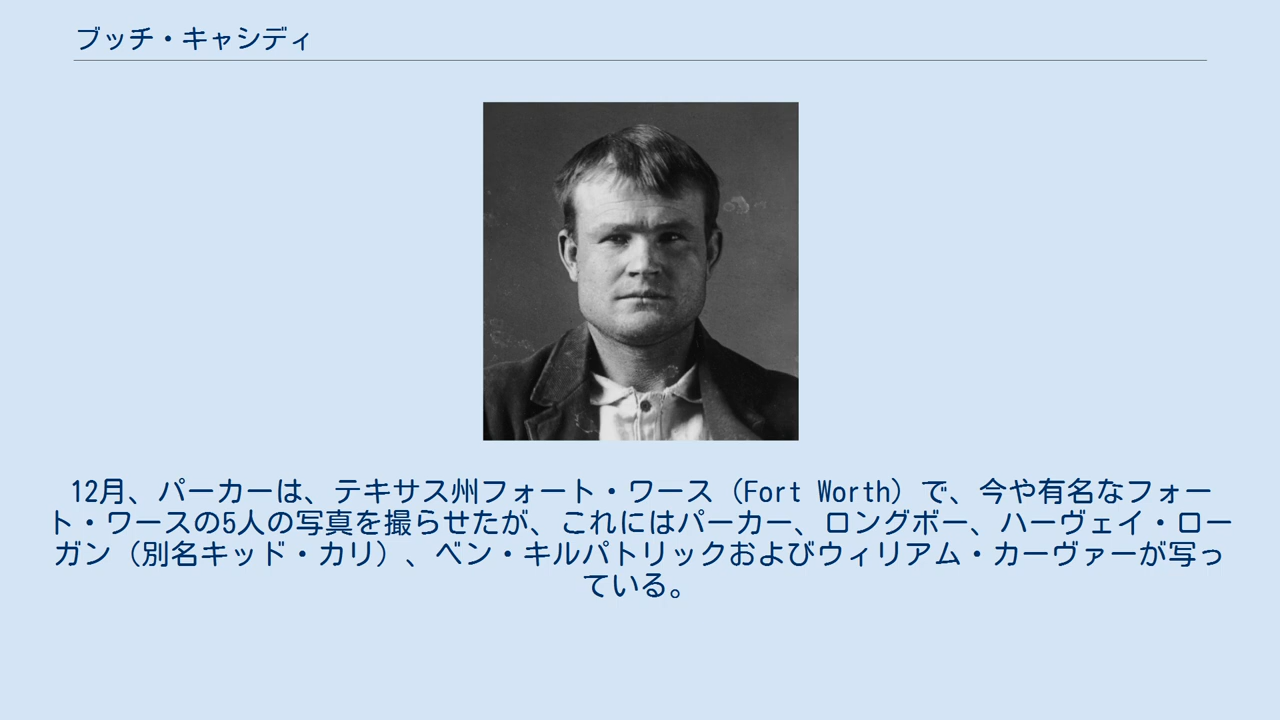 ブッチ・キャシディ
12月、パーカーは、テキサス州フォート・ワース（Fort Worth）で、今や有名なフォー
ト・ワースの5人の写真を撮らせたが、これにはパーカー、ロングボー、ハーヴェイ・ロー
ガン（別名キッド・カリ）、ベン・キルパトリックおよびウィリアム・カーヴァーが写っ
ている。